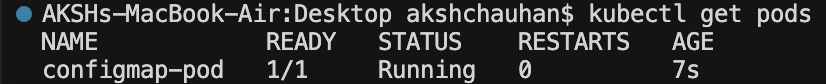 AKSHs-MacBook-Air:Desktop akshchauhan$ kubectl get pods
NAME READY STATUS RESTARTS AGE
configmap-pod 1/1 Running 0 7s